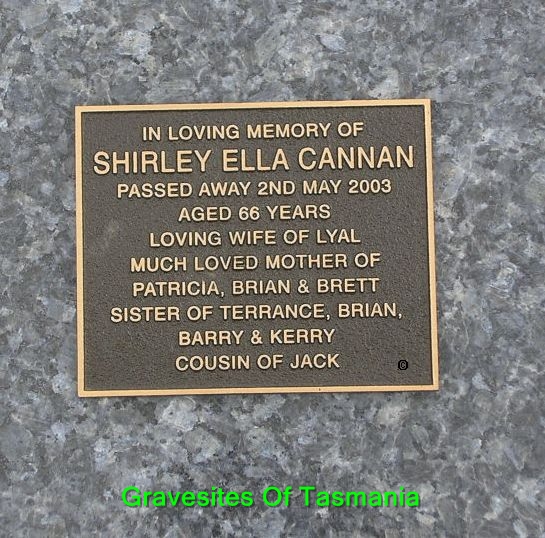 IN LOVING MEMORY OF
SHIRLEY ELLA CANNAN
PASSED AWAY 2ND MAY 2003
AGED 66 YEARS
LOVING WIFE OF LYAL
MUCH LOVED MOTHER OF
PATRICIA, BRIAN & BRETT
SISTER OF TERRANCE, BRIAN,
BARRY & KERRY
COUSIN OF JACK
©
Gravesites Of Tasmania